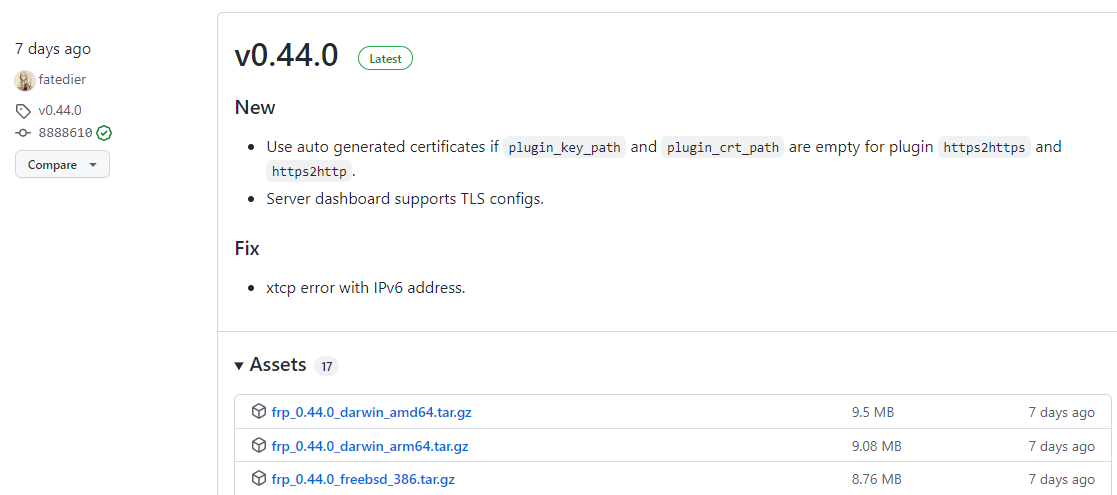 7 days ago
fatedier
v0.44.0
8888610
Compare
v0.44.0 Latest
New
Use auto generated certificates if plugin_key_path and plugin_crt_path are empty for plugin https2https and
https2http.
Server dashboard supports TLS configs.
Fix
xtcp error with IPv6 address.
Assets 17
frp_0.44.0_darwin_amd64.tar.gz 9.5 MB 7 days ago
frp_0.44.0_darwin_arm64.tar.gz 9.08 MB 7 days ago
frp_0.44.0_freebsd_386.tar.gz 8.76 MB 7 days ago